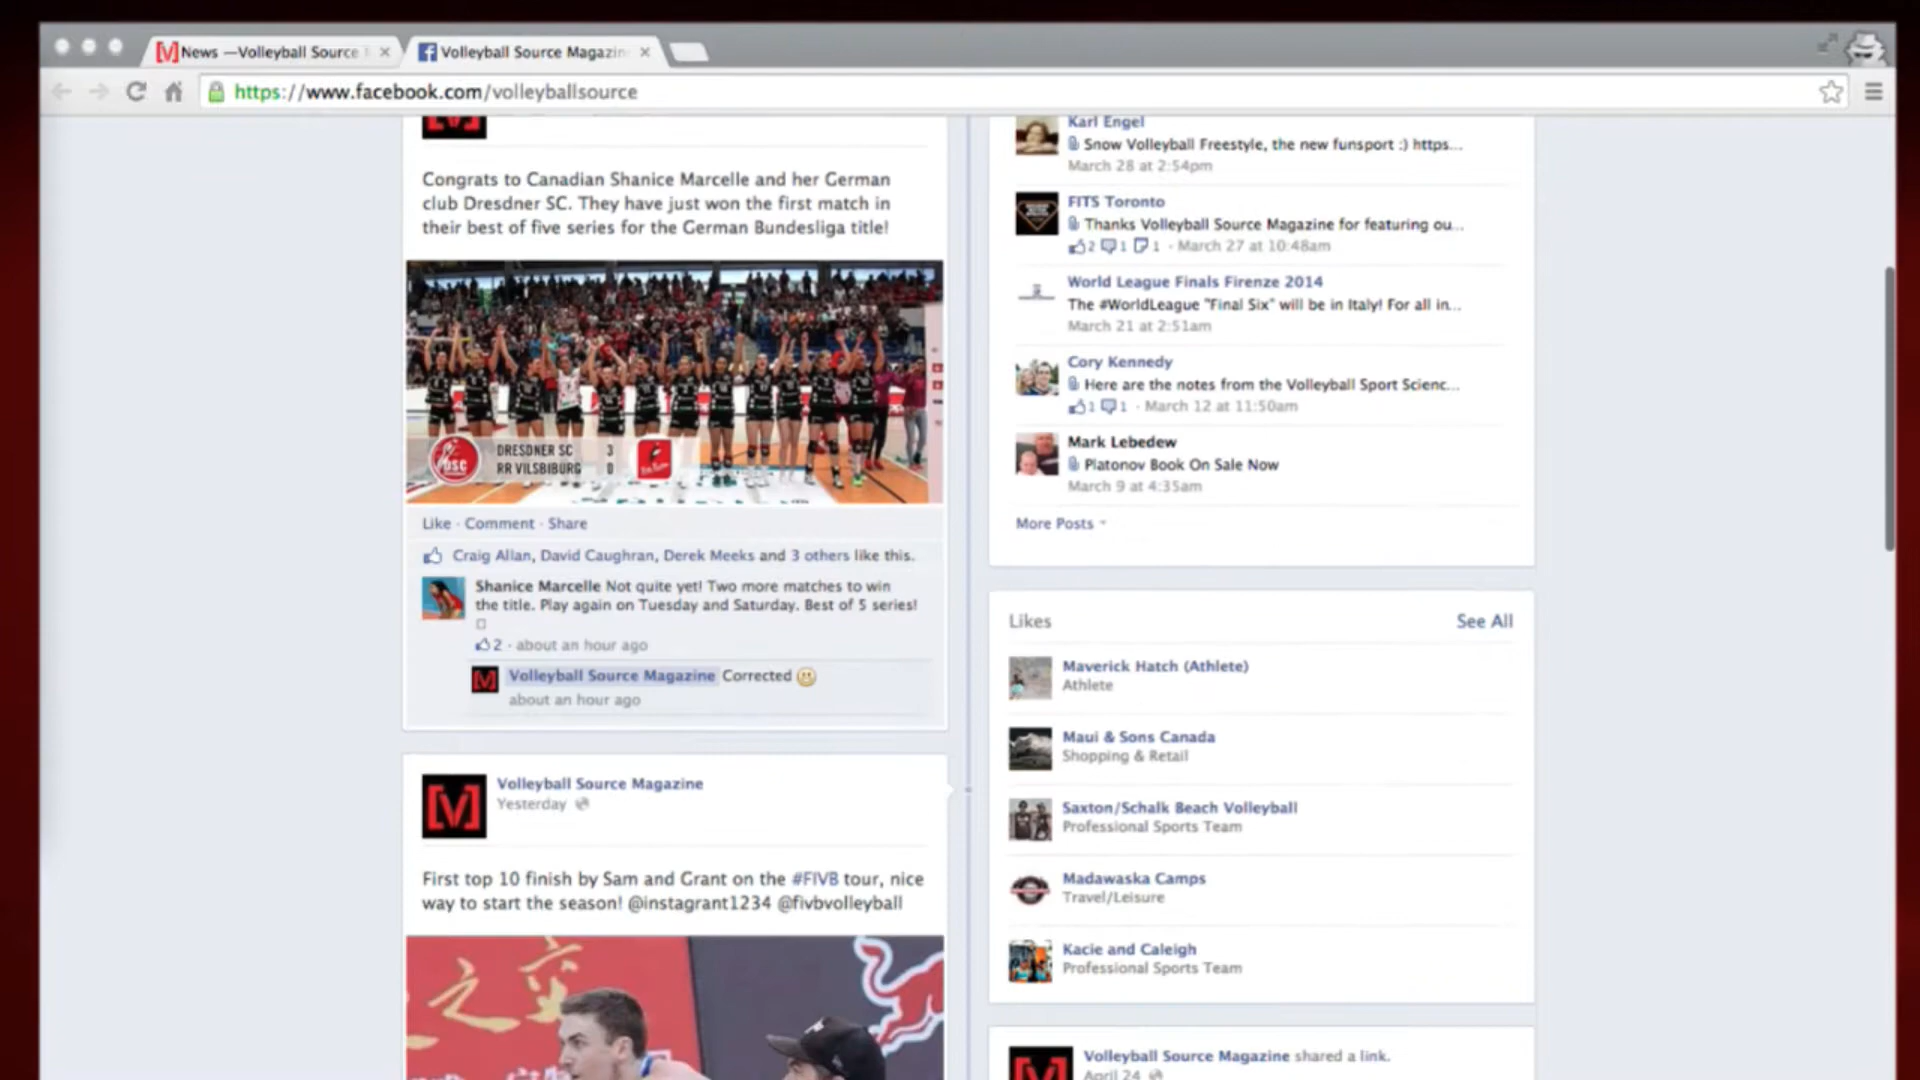 News —Volleyball Source
Volleyball Source Magazin
https://www.facebook.com/volleyballsource
Congrats to Canadian Shanice Marcelle and her German
club Dresdner SC. They have just won the first match in
their best of five series for the German Bundesliga title!
DSC
DRESDNER SC 3
RR VILSBIBURG 0
Like · Comment · Share
Craig Allan, David Caughran, Derek Meeks and 3 others like this.
Shanice Marcelle Not quite yet! Two more matches to win
the title. Play again on Tuesday and Saturday. Best of 5 series!
2 · about an hour ago
Volleyball Source Magazine Corrected
about an hour ago
[V]
Volleyball Source Magazine
Yesterday
First top 10 finish by Sam and Grant on the #FIVB tour, nice
way to start the season! @instagrant1234 @fivbvolleyball
之
Karl Engel
Snow Volleyball Freestyle, the new funsport :) https...
March 28 at 2:54pm
FITS Toronto
Thanks Volleyball Source Magazine for featuring ou...
2 1 1 · March 27 at 10:48am
World League Finals Firenze 2014
The #WorldLeague "Final Six" will be in Italy! For all in...
March 21 at 2:51am
Cory Kennedy
Here are the notes from the Volleyball Sport Scienc...
1 1 · March 12 at 11:50am
Mark Lebedew
Platonov Book On Sale Now
March 9 at 4:35am
More Posts
Likes
See All
Maverick Hatch (Athlete)
Athlete
Maui & Sons Canada
Shopping & Retail
Saxton/Schalk Beach Volleyball
Professional Sports Team
Madawaska Camps
Travel/Leisure
Kacie and Caleigh
Professional Sports Team
Volleyball Source Magazine shared a link.
April 24